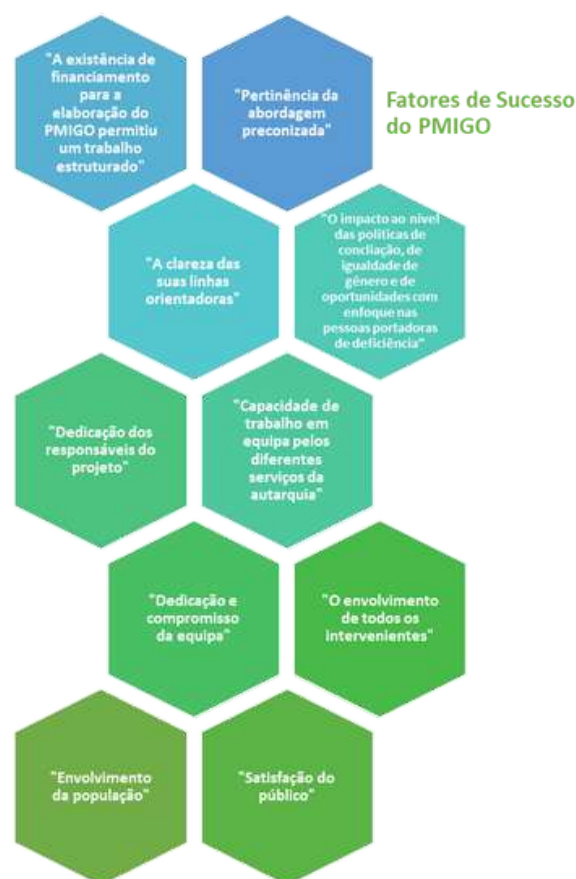 "A existência de
financiamento
para a
elaboração do
PMIGO permitiu
um trabalho
estruturado"
"Pertinência da
abordagem
preconizada"
Fatores de Sucesso
do PMIGO
"A clareza das
suas linhas
orientadoras"
"O impacto ao nível
das políticas de
conciliação, de
igualdade de
género e de
oportunidades com
enfoque nas
pessoas portadoras
de deficiência"
"Dedicação dos
responsáveis do
projeto"
"Capacidade de
trabalho em
equipa pelos
diferentes
serviços da
autarquia"
"Dedicação e
compromisso
da equipa"
"O envolvimento
de todos os
intervenientes"
"Envolvimento
da população"
"Satisfação do
público"